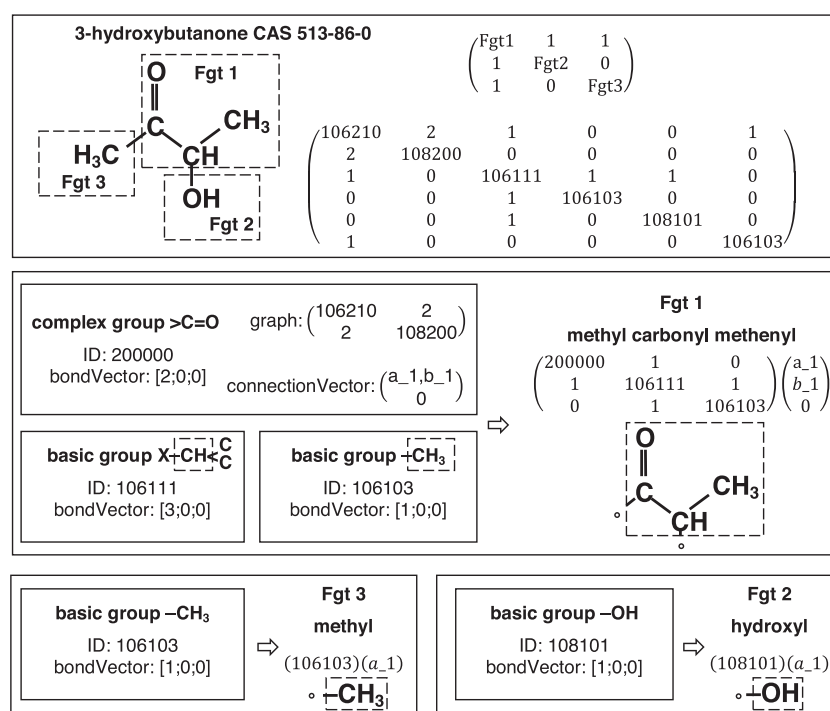 3-hydroxybutanone CAS 513-86-0
Fgt1 1 1
1 Fgt2 0
1 0 Fgt3
O
Fgt 1
C
CH₃
H₃C
CH
Fgt 3
OH
Fgt 2
106210 2 1 0 0 1
2 108200 0 0 0 0
1 0 106111 1 1 0
0 0 1 106103 0 0
0 0 1 0 108101 0
1 0 0 0 0 106103
complex group >C=O
ID: 200000
bondVector: [2;0;0]
graph: (106210 2
2 108200)
connectionVector: (a_1,b_1
0)
basic group X–CH<C
C
ID: 106111
bondVector: [3;0;0]
basic group –CH₃
ID: 106103
bondVector: [1;0;0]
⇨
Fgt 1
methyl carbonyl methenyl
(200000 1 0) (a_1)
1 106111 1 b_1
0 1 106103 0
O
C
CH₃
CH
basic group –CH₃
ID: 106103
bondVector: [1;0;0]
⇨
Fgt 3
methyl
(106103)(a_1)
–CH₃
basic group –OH
ID: 108101
bondVector: [1;0;0]
⇨
Fgt 2
hydroxyl
(108101)(a_1)
–OH